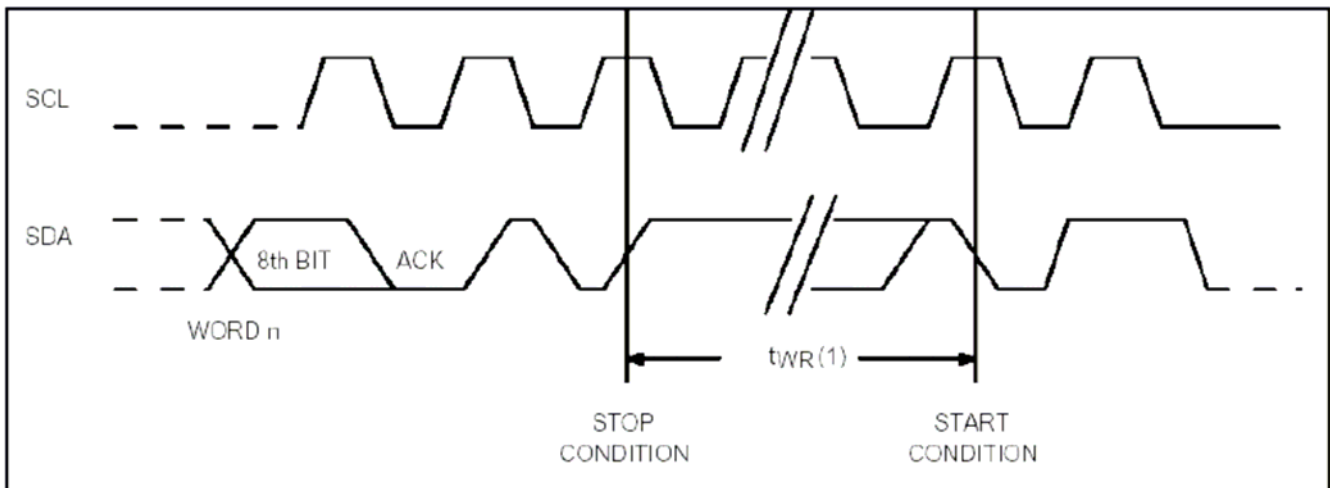 SCL
SDA
8th BIT
ACK
WORD n
tWR(1)
STOP
CONDITION
START
CONDITION